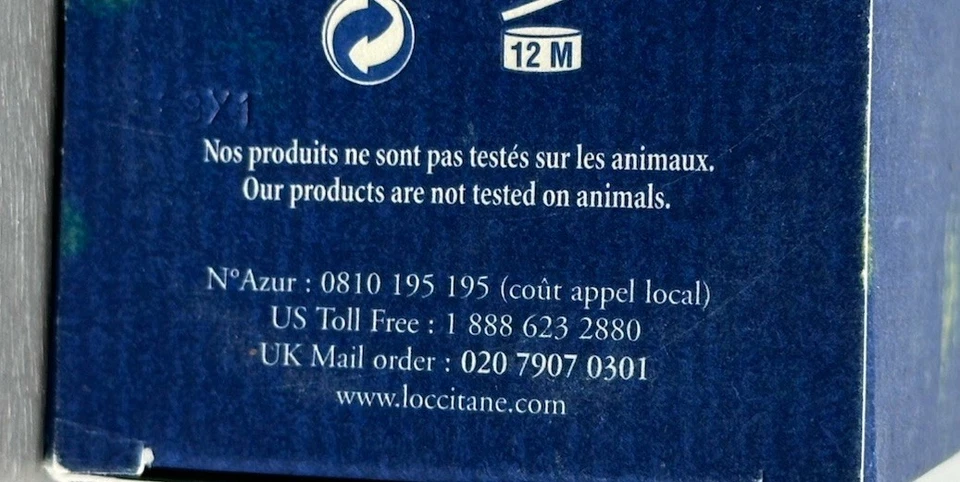 12 M
Nos produits ne sont pas testés sur les animaux.
Our products are not tested on animals.
N°Azur : 0810 195 195 (coût appel local)
US Toll Free : 1 888 623 2880
UK Mail order : 020 7907 0301
www.loccitane.com